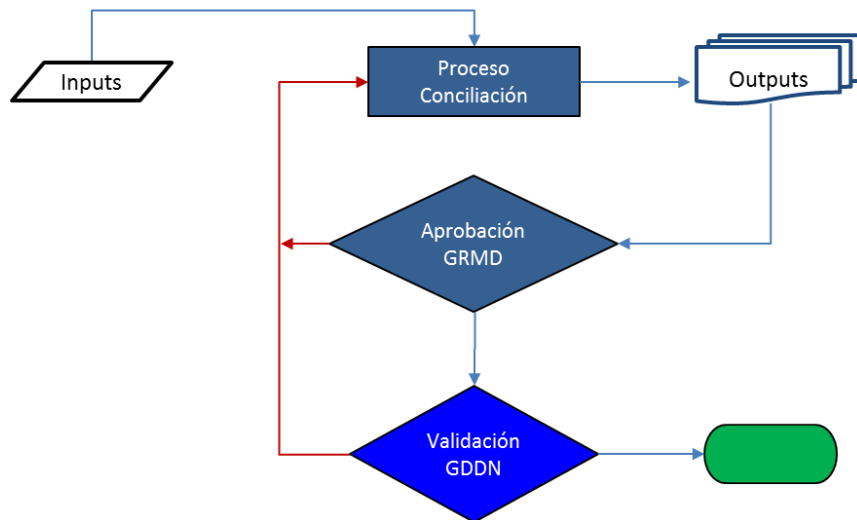 Inputs
Proceso
Conciliación
Outputs
Aprobación
GRMD
Validación
GDDN